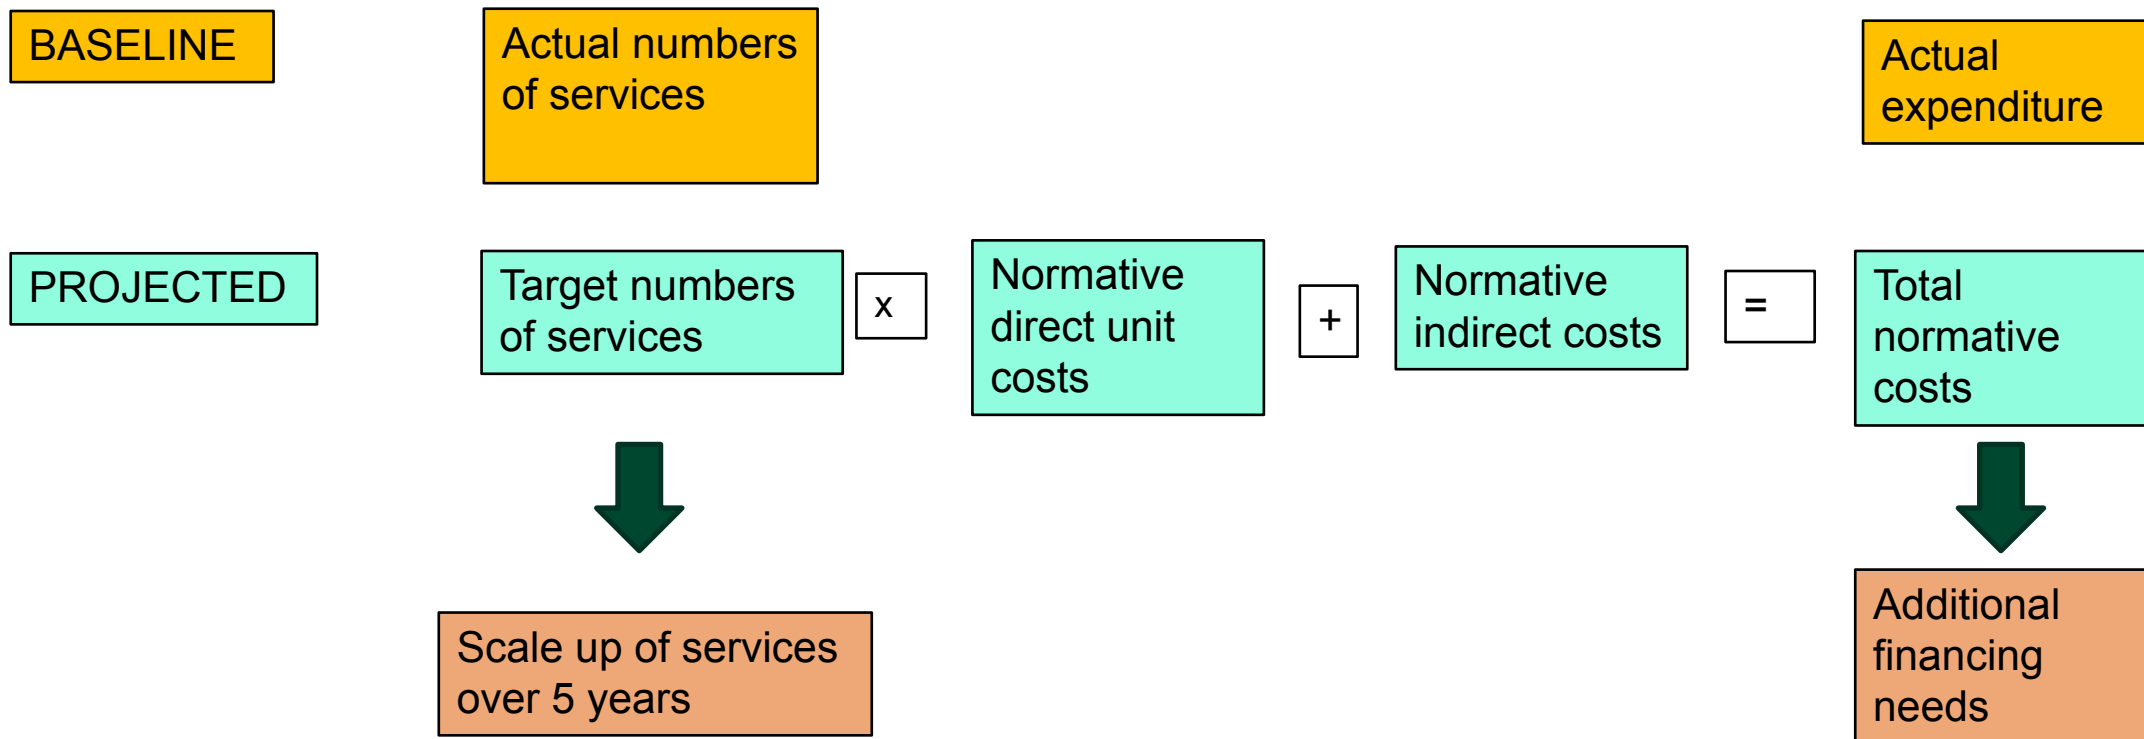 BASELINE
Actual numbers
of services
Actual
expenditure
PROJECTED
Target numbers
of services
x
Normative
direct unit
costs
+
Normative
indirect costs
=
Total
normative
costs
Scale up of services
over 5 years
Additional
financing
needs